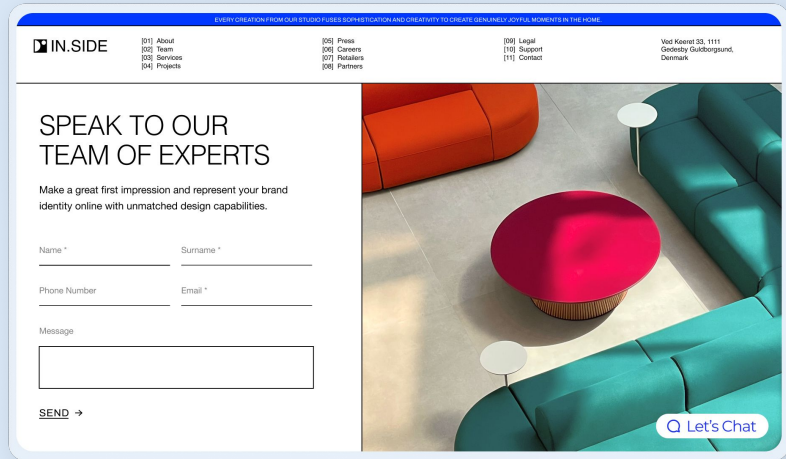 EVERY CREATION FROM OUR STUDIO FUSES SOPHISTICATION AND CREATIVITY TO CREATE GENUINELY JOYFUL MOMENTS IN THE HOME.
IN.SIDE
[01] About
[02] Team
[03] Services
[04] Projects
[05] Press
[06] Careers
[07] Retailers
[08] Partners
[09] Legal
[10] Support
[11] Contact
Ved Keeret 33, 1111
Gedesby Guldborgsund,
Denmark
SPEAK TO OUR
TEAM OF EXPERTS
Make a great first impression and represent your brand
identity online with unmatched design capabilities.
Name *
Surname *
Phone Number
Email *
Message
SEND →
Let's Chat